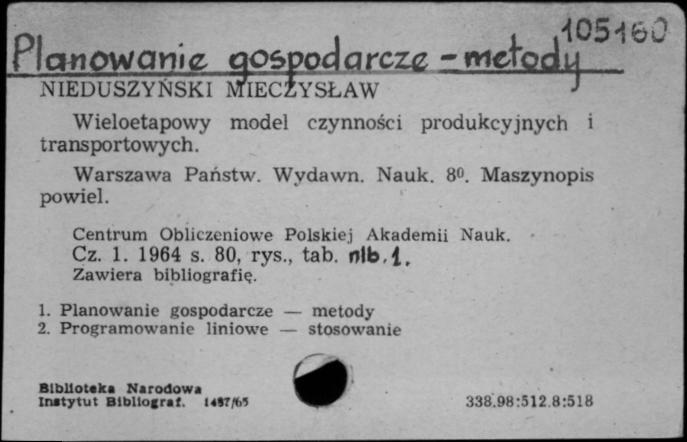 105160
Planowanie gospodarcze - metody
NIEDUSZYŃSKI MIECZYSŁAW
Wieloetapowy model czynności produkcyjnych i
transportowych.
Warszawa Państw. Wydawn. Nauk. 8⁰. Maszynopis
powiel.
Centrum Obliczeniowe Polskiej Akademii Nauk.
Cz. 1. 1964 s. 80, rys., tab. nlb. 1.
Zawiera bibliografię.
1. Planowanie gospodarcze — metody
2. Programowanie liniowe — stosowanie
Biblioteka Narodowa
Instytut Bibliograf. 1487/65
338.98:512.8:518